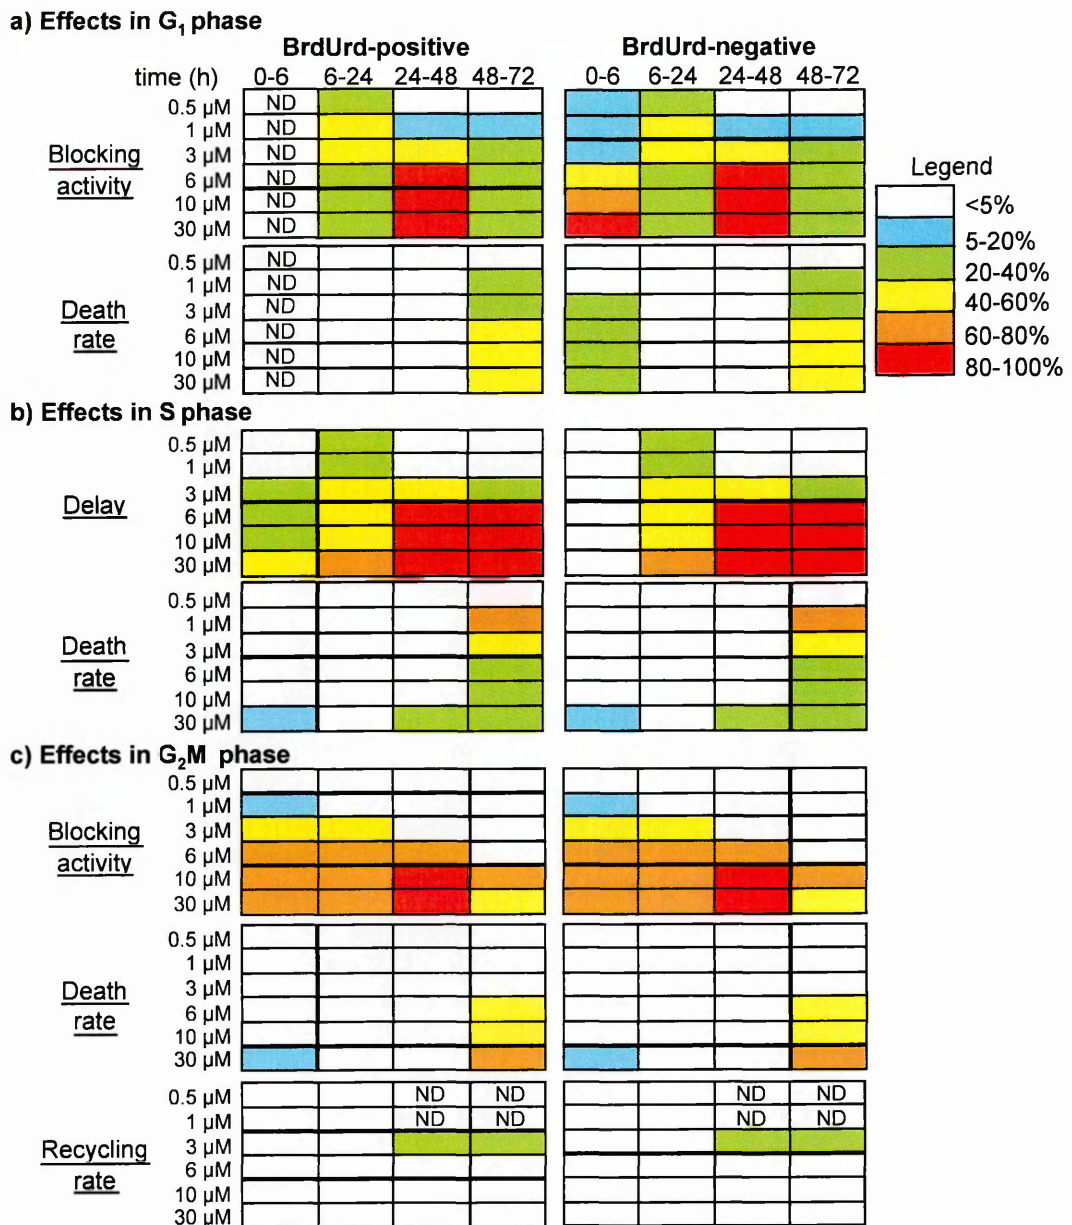 a) Effects in G1 phase
BrdUrd-positive BrdUrd-negative
time (h) 0-6 6-24 24-48 48-72 0-6 6-24 24-48 48-72
0.5 µM ND
1 µM ND
Blocking 3 µM ND
activity 6 µM ND
10 µM ND
30 µM ND
Legend
<5%
5-20%
20-40%
40-60%
60-80%
80-100%
0.5 µM ND
1 µM ND
Death 3 µM ND
rate 6 µM ND
10 µM ND
30 µM ND
b) Effects in S phase
0.5 µM
1 µM
3 µM
Delav 6 µM
10 µM
30 µM
0.5 µM
1 µM
Death 3 µM
rate 6 µM
10 µM
30 µM
c) Effects in G2M phase
0.5 µM
1 µM
Blocking 3 µM
activity 6 µM
10 µM
30 µM
0.5 µM
1 µM
Death 3 µM
rate 6 µM
10 µM
30 µM
0.5 µM ND ND ND ND
1 µM ND ND ND ND
Recycling 3 µM
rate 6 µM
10 µM
30 µM